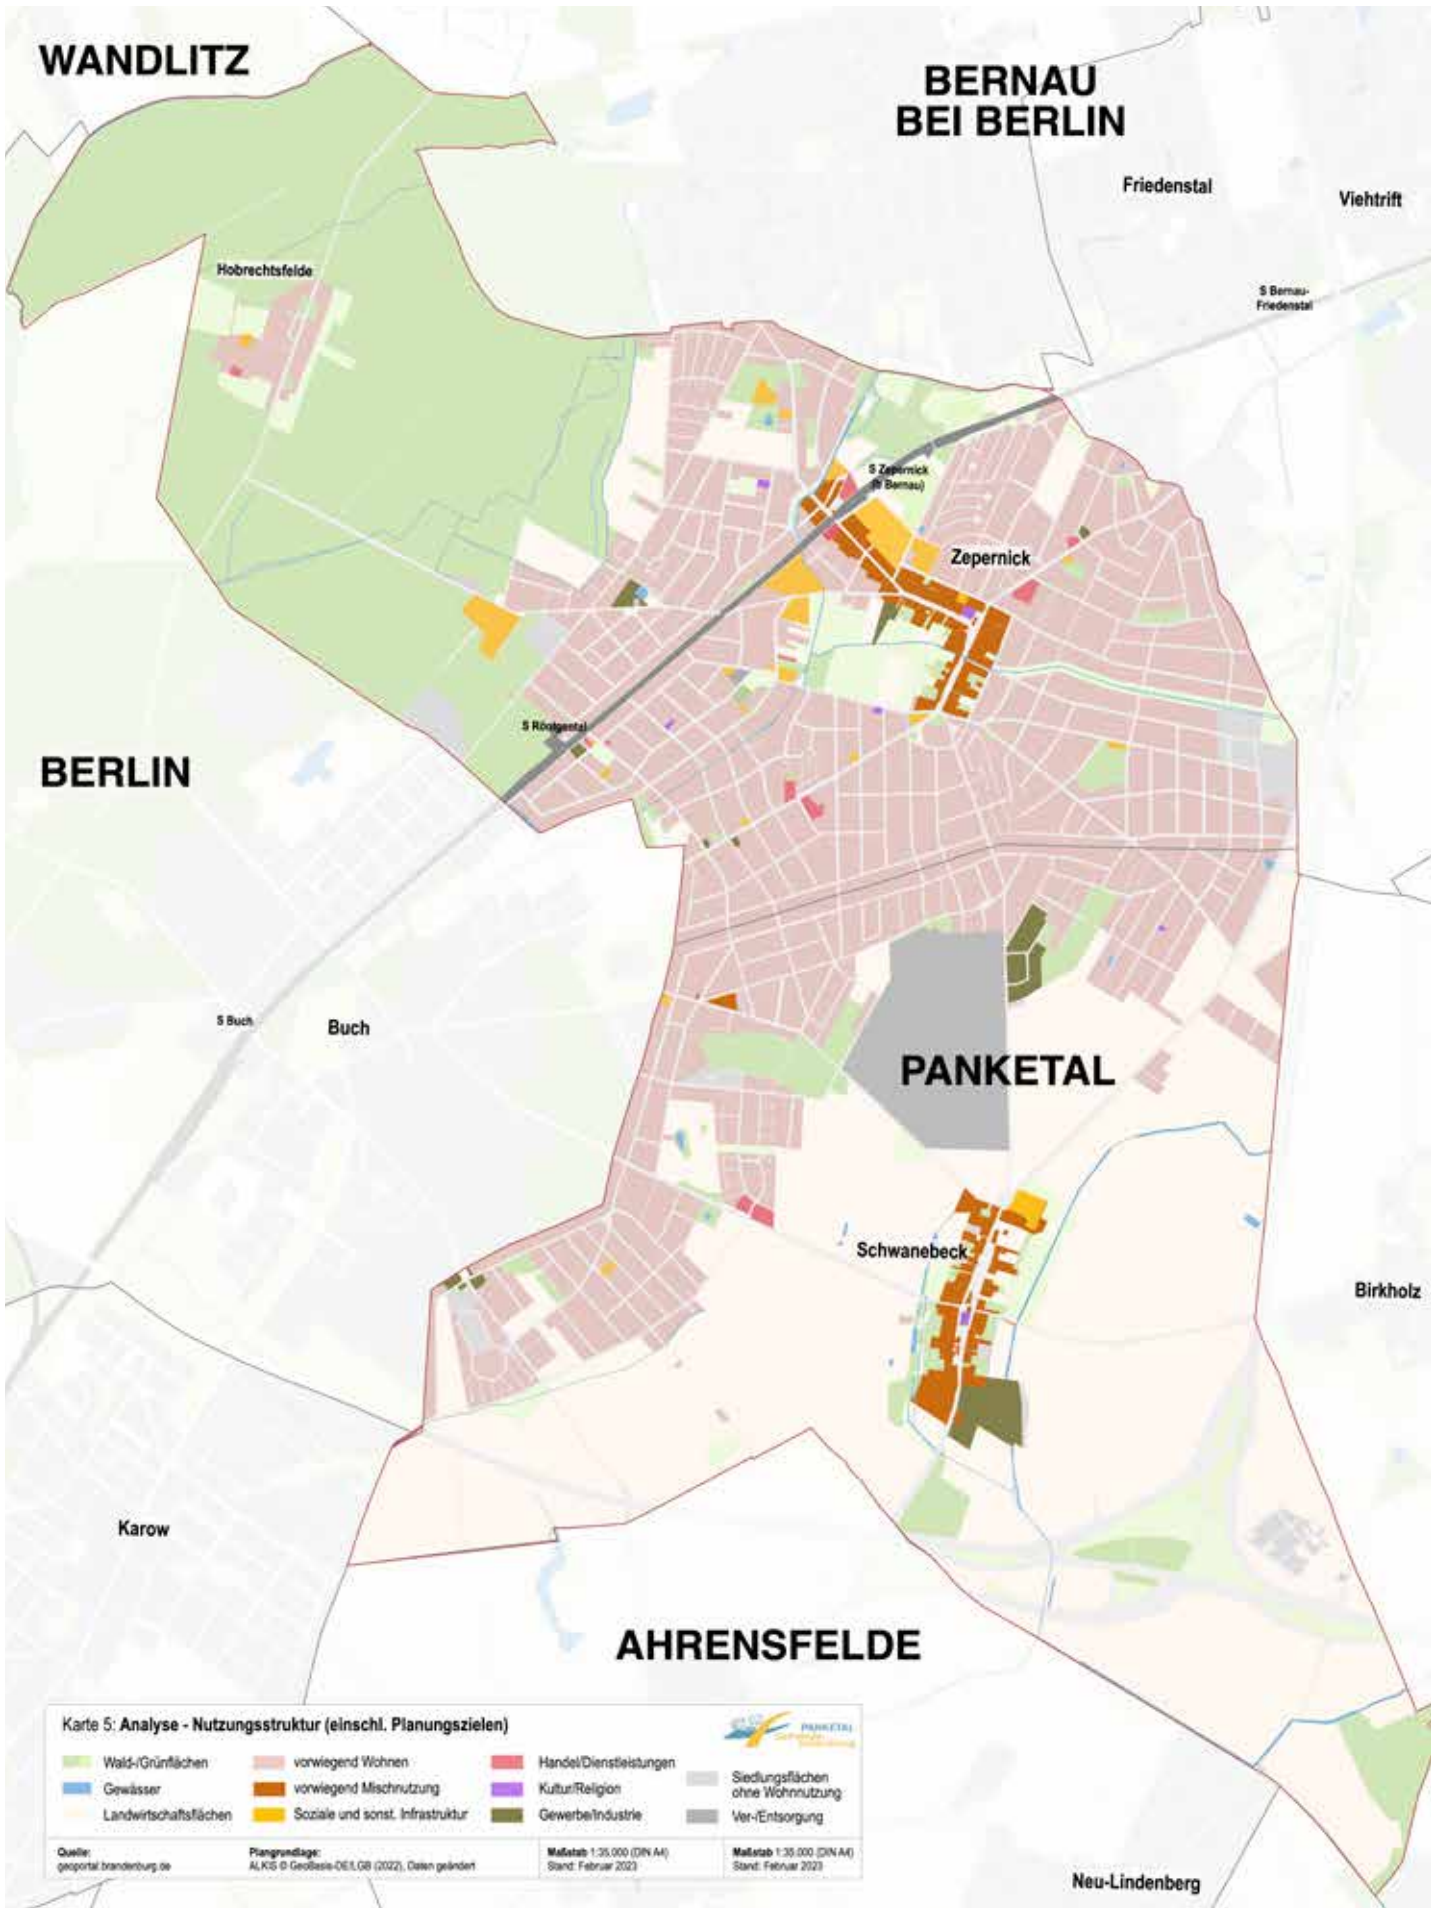 WANDLITZ
BERNAU
BEI BERLIN
Friedenstal
Viehtrift
Hobrechtsfelde
S Bernau-
Friedenstal
S Zepernick
(b Bernau)
Zepernick
S Röntgental
BERLIN
S Buch
Buch
PANKETAL
Schwanebeck
Birkholz
Karow
AHRENSFELDE
Karte 5: Analyse - Nutzungsstruktur (einschl. Planungszielen)
PANKETAL
Wald-/Grünflächen
Gewässer
Landwirtschaftsflächen
vorwiegend Wohnen
vorwiegend Mischnutzung
Soziale und sonst. Infrastruktur
Handel/Dienstleistungen
Kultur/Religion
Gewerbe/Industrie
Siedlungsflächen
ohne Wohnnutzung
Ver-/Entsorgung
Quelle:
geoportal.brandenburg.de
Plangrundlage:
ALKIS © GeoBasis-DE/LGB (2022), Daten geändert
Maßstab 1:35.000 (DIN A4)
Stand: Februar 2023
Maßstab 1:35.000 (DIN A4)
Stand: Februar 2023
Neu-Lindenberg